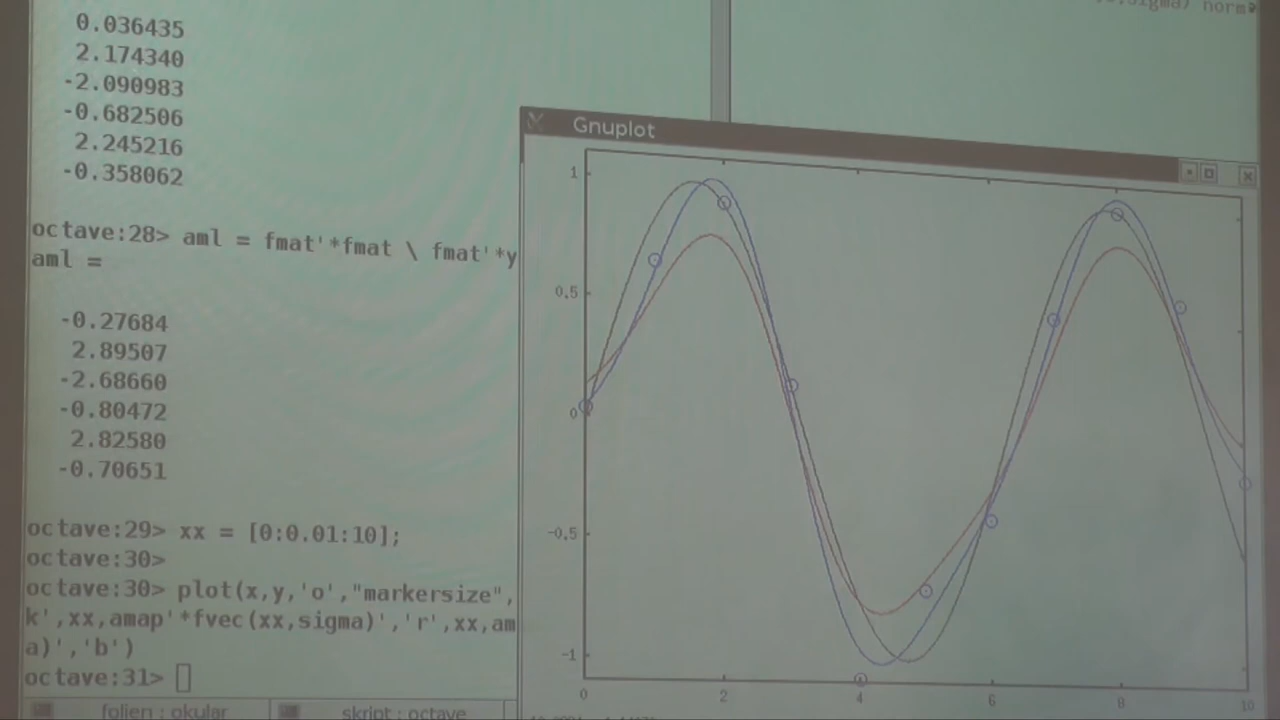 0.036435
2.174340
-2.090983
-0.682506
2.245216
-0.358062
octave:28> aml = fmat'*fmat \ fmat'*y
aml =
-0.27684
2.89507
-2.68660
-0.80472
2.82580
-0.70651
octave:29> xx = [0:0.01:10];
octave:30>
octave:30> plot(x,y,'o',"markersize",
k',xx,amap'*fvec(xx,sigma)','r',xx,am
a)','b')
octave:31>
folien : okular
skript : octave
sigma) norm
Gnuplot
1
0.5
0
-0.5
-1
0 2 4 6 8 10